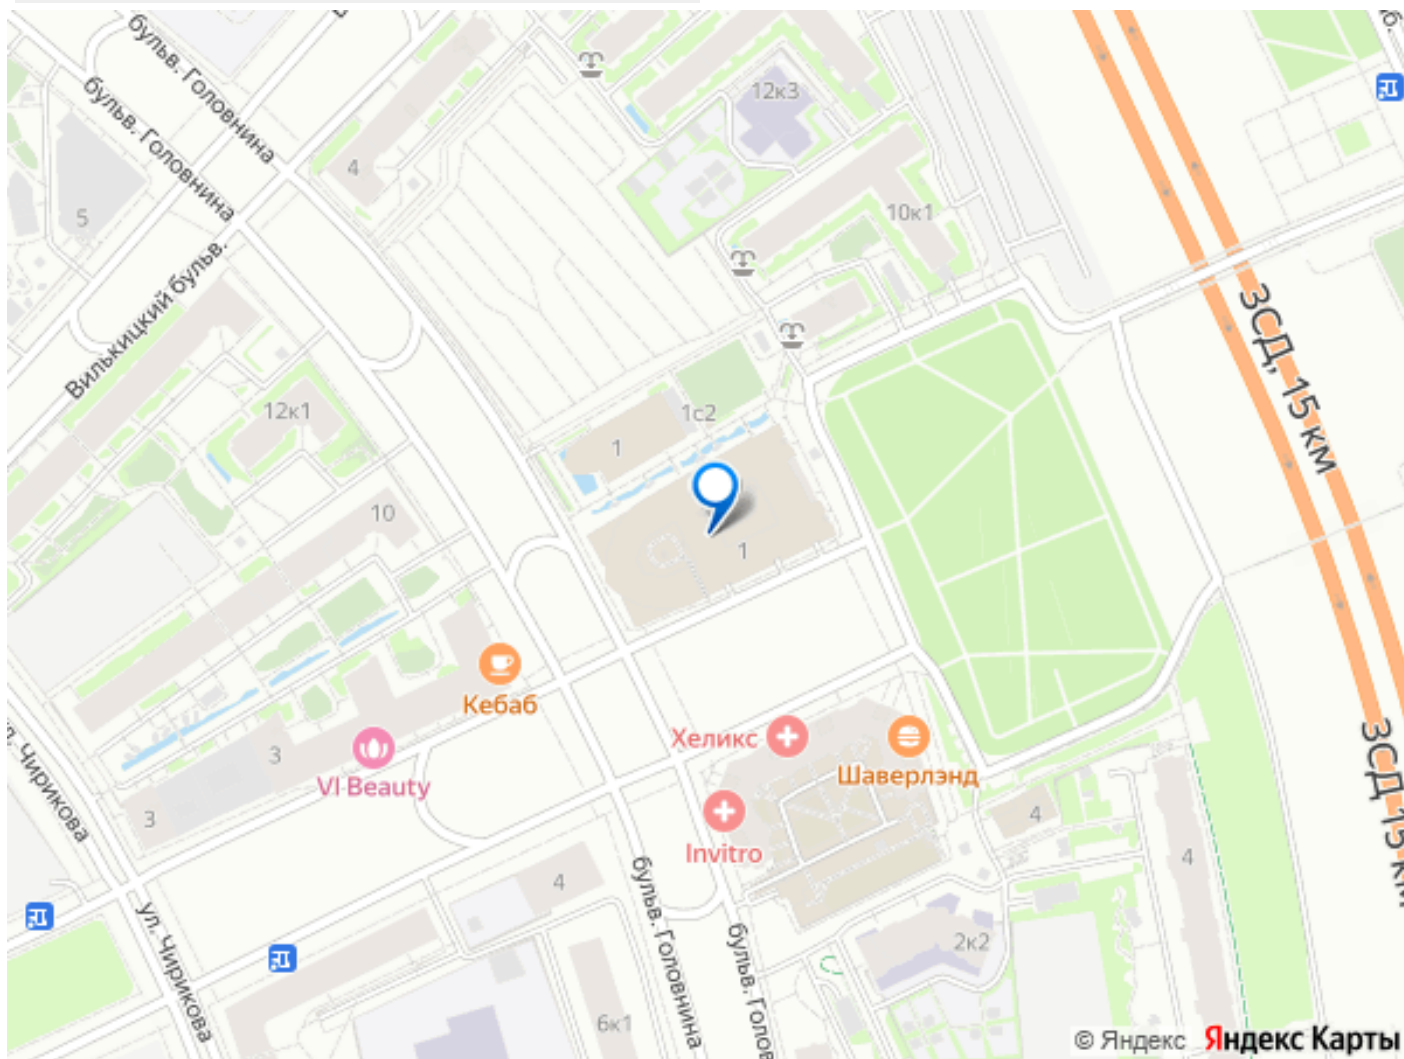 бульв. Головнина
бульв. Головнина
Вилькицкий бульв.
5
4
12к3
10к1
12к1
10
1
1с2
1
ЗСД, 15 км
Кебаб
VI Beauty
3
3
ул. Чирикова
Хеликс
Шаверлэнд
Invitro
4
4
ЗСД 15 км
4
2к2
6к1
ул. Чирикова
бульв. Головнина
бульв. Голов
© Яндекс Яндекс Карты